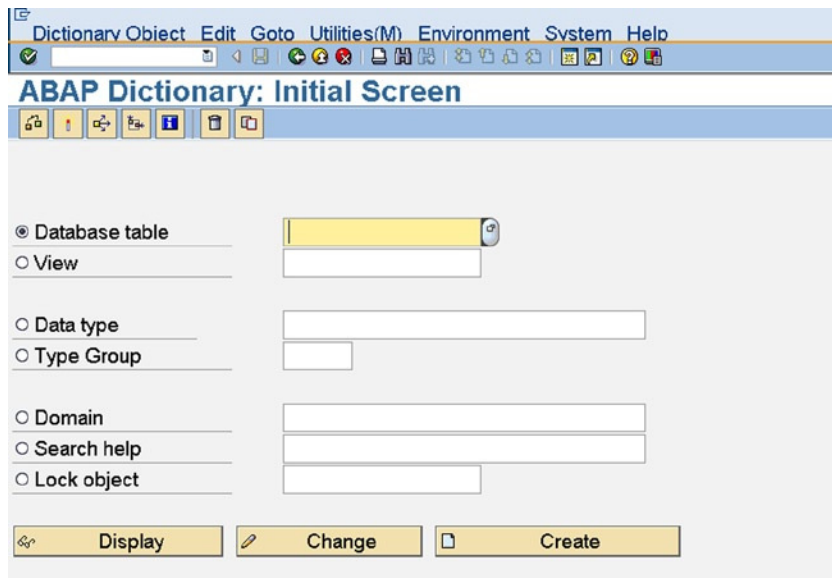 Dictionary Object Edit Goto Utilities(M) Environment System Help
ABAP Dictionary: Initial Screen
Database table
View
Data type
Type Group
Domain
Search help
Lock object
Display Change Create